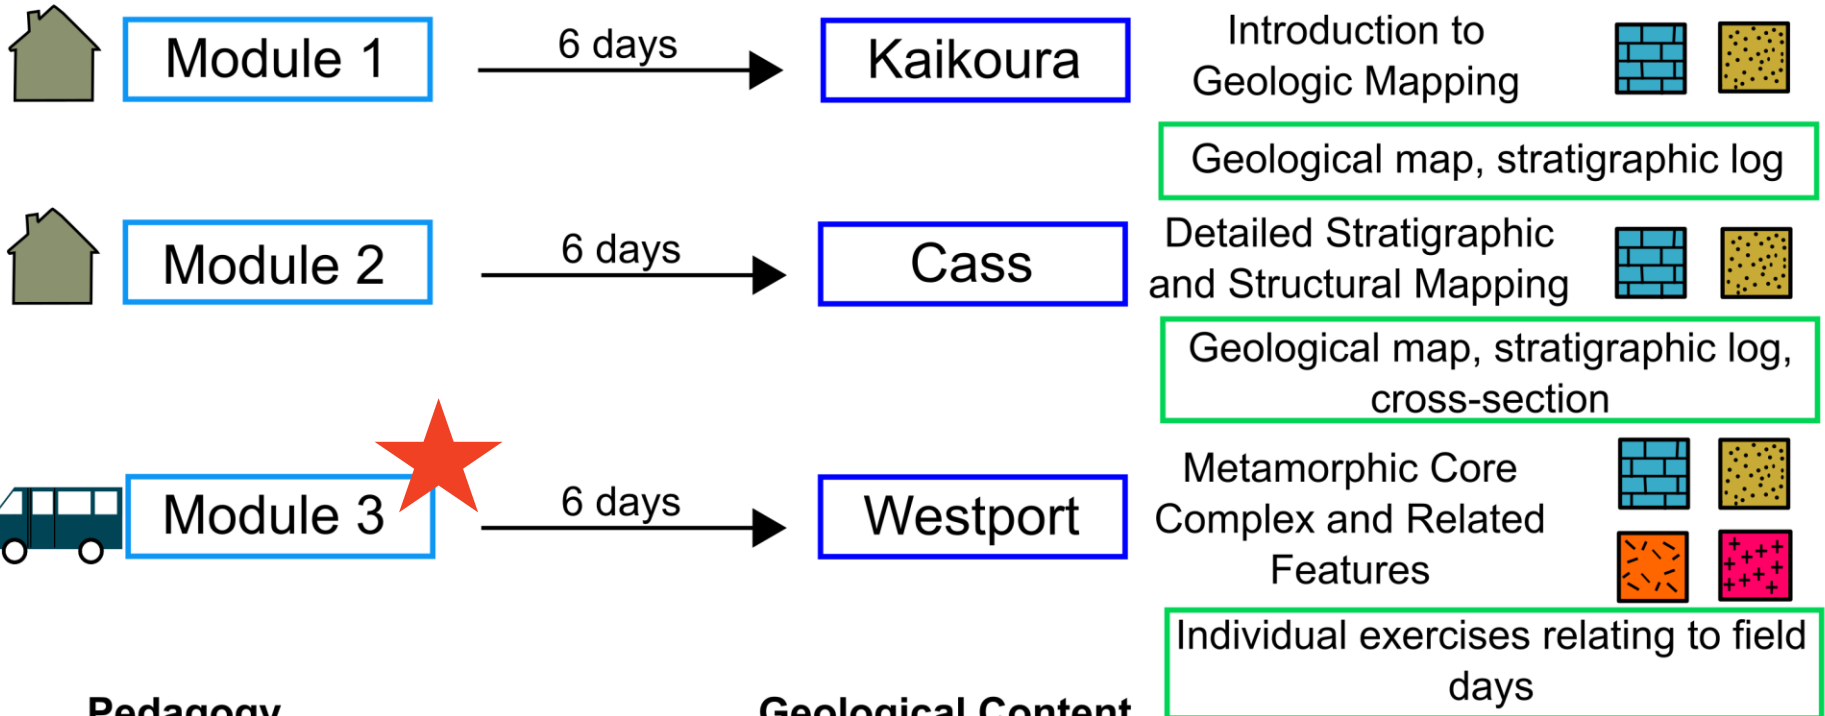 Module 1
6 days
Kaikoura
Introduction to
Geologic Mapping
Geological map, stratigraphic log
Module 2
6 days
Cass
Detailed Stratigraphic
and Structural Mapping
Geological map, stratigraphic log,
cross-section
Module 3
6 days
Westport
Metamorphic Core
Complex and Related
Features
Individual exercises relating to field
days
Pedagogy
Geological Content